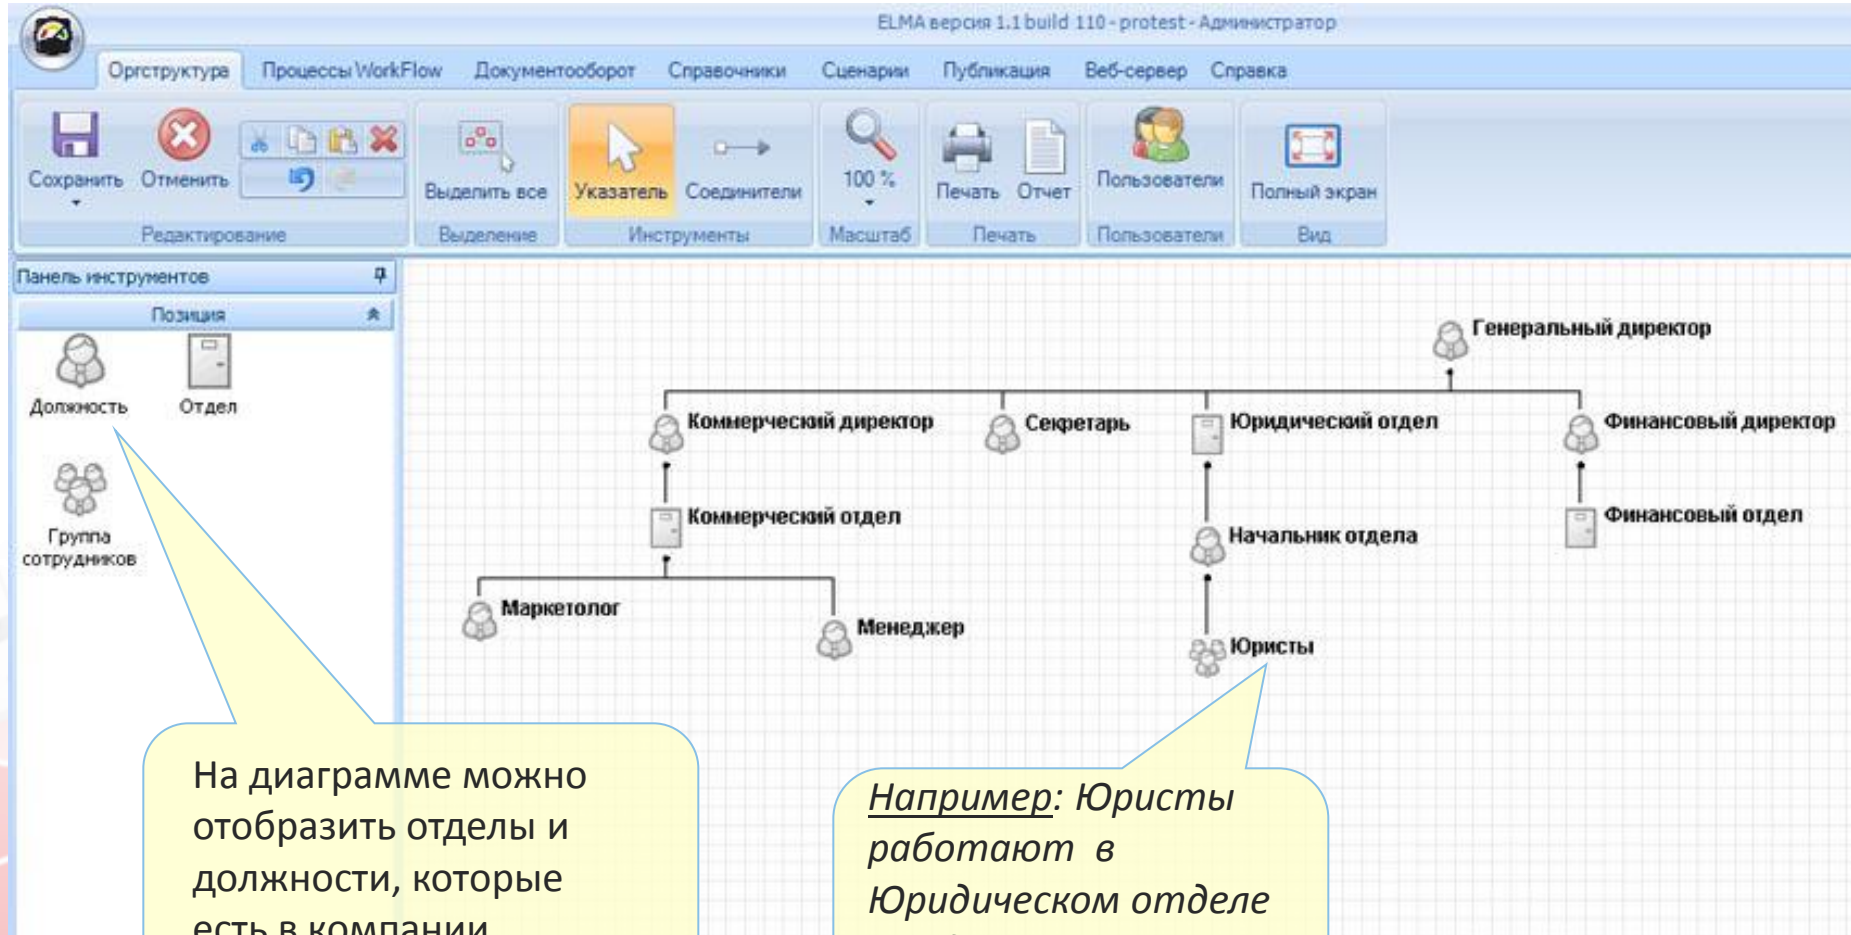 ELMA версия 1.1 build 110 - protest - Администратор
Оргструктура Процессы WorkFlow Документооборот Справочники Сценарии Публикация Веб-сервер Справка
Сохранить Отменить Выделить все Указатель Соединители 100 % Печать Отчет Пользователи Полный экран
Редактирование Выделение Инструменты Масштаб Печать Пользователи Вид
Панель инструментов
Позиция
Должность Отдел
Группа
сотрудников
Генеральный директор
Коммерческий директор Секретарь Юридический отдел Финансовый директор
Коммерческий отдел Начальник отдела Финансовый отдел
Маркетолог Менеджер Юристы
На диаграмме можно
отобразить отделы и
должности, которые
есть в компании
Например: Юристы
работают в
Юридическом отделе